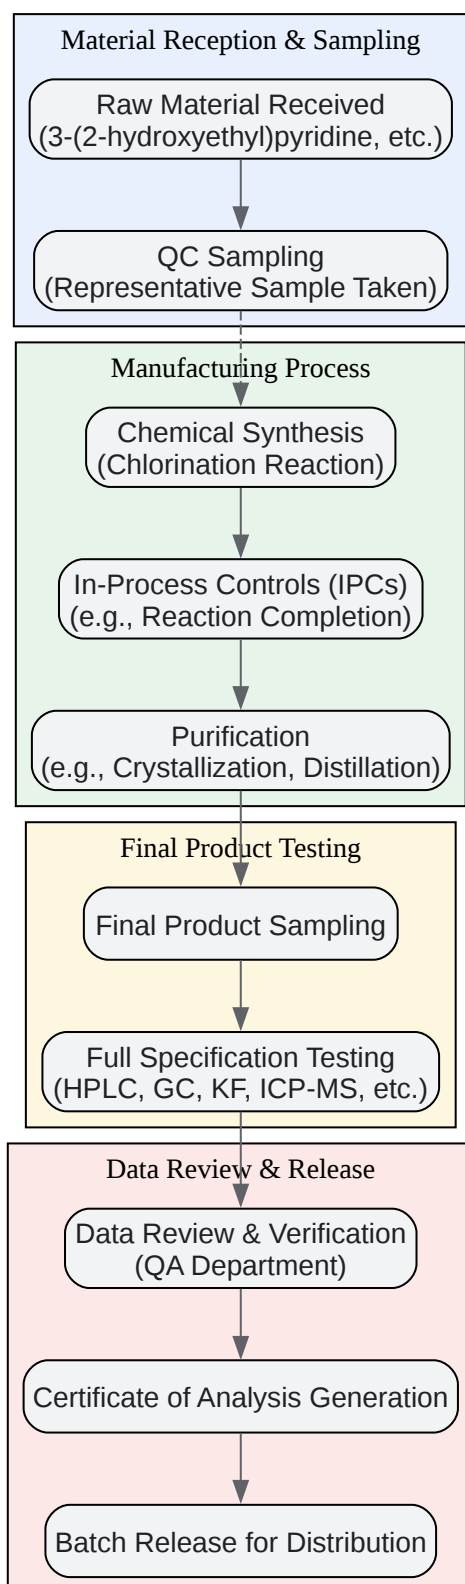 Material Reception & Sampling
Raw Material Received
(3-(2-hydroxyethyl)pyridine, etc.)
QC Sampling
(Representative Sample Taken)
Manufacturing Process
Chemical Synthesis
(Chlorination Reaction)
In-Process Controls (IPCs)
(e.g., Reaction Completion)
Purification
(e.g., Crystallization, Distillation)
Final Product Testing
Final Product Sampling
Full Specification Testing
(HPLC, GC, KF, ICP-MS, etc.)
Data Review & Release
Data Review & Verification
(QA Department)
Certificate of Analysis Generation
Batch Release for Distribution